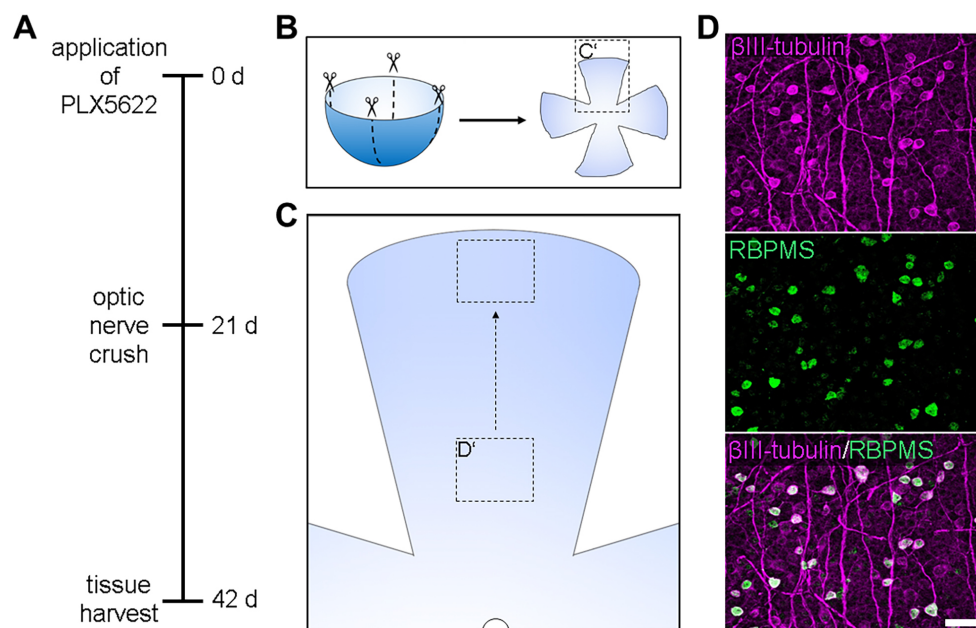 A
application
of
PLX5622
0 d
optic
nerve
crush
21 d
tissue
harvest
42 d
B
C'
C
D'
D
βIII-tubulin
RBPMS
βIII-tubulin/RBPMS